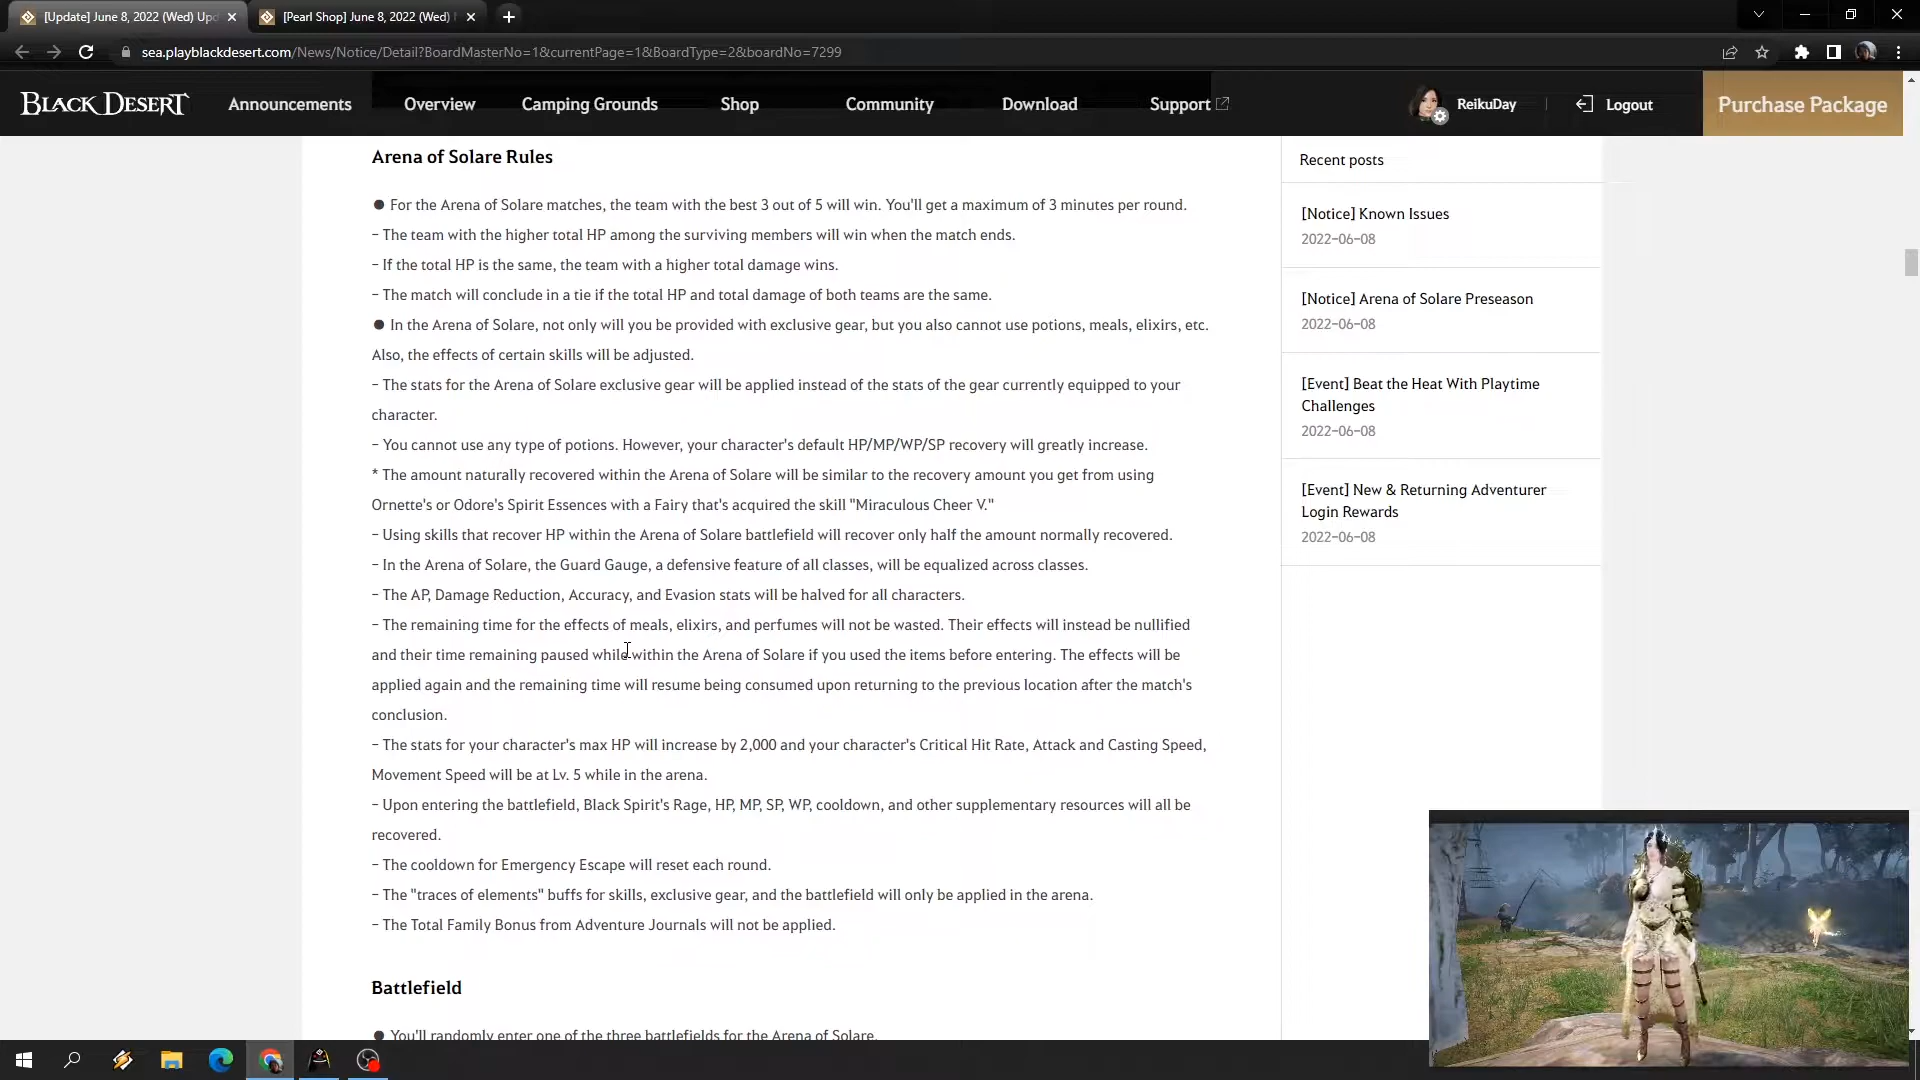 [Update] June 8, 2022 (Wed) Upd
[Pearl Shop] June 8, 2022 (Wed)
sea.playblackdesert.com/News/Notice/Detail?BoardMasterNo=1&currentPage=1&BoardType=2&boardNo=7299
BLACK DESERT
Announcements
Overview
Camping Grounds
Shop
Community
Download
Support
ReikuDay
Logout
Purchase Package
Arena of Solare Rules
● For the Arena of Solare matches, the team with the best 3 out of 5 will win. You'll get a maximum of 3 minutes per round.
- The team with the higher total HP among the surviving members will win when the match ends.
- If the total HP is the same, the team with a higher total damage wins.
- The match will conclude in a tie if the total HP and total damage of both teams are the same.
● In the Arena of Solare, not only will you be provided with exclusive gear, but you also cannot use potions, meals, elixirs, etc.
Also, the effects of certain skills will be adjusted.
- The stats for the Arena of Solare exclusive gear will be applied instead of the stats of the gear currently equipped to your
character.
- You cannot use any type of potions. However, your character's default HP/MP/WP/SP recovery will greatly increase.
* The amount naturally recovered within the Arena of Solare will be similar to the recovery amount you get from using
Ornette's or Odore's Spirit Essences with a Fairy that's acquired the skill "Miraculous Cheer V."
- Using skills that recover HP within the Arena of Solare battlefield will recover only half the amount normally recovered.
- In the Arena of Solare, the Guard Gauge, a defensive feature of all classes, will be equalized across classes.
- The AP, Damage Reduction, Accuracy, and Evasion stats will be halved for all characters.
- The remaining time for the effects of meals, elixirs, and perfumes will not be wasted. Their effects will instead be nullified
and their time remaining paused while within the Arena of Solare if you used the items before entering. The effects will be
applied again and the remaining time will resume being consumed upon returning to the previous location after the match's
conclusion.
- The stats for your character's max HP will increase by 2,000 and your character's Critical Hit Rate, Attack and Casting Speed,
Movement Speed will be at Lv. 5 while in the arena.
- Upon entering the battlefield, Black Spirit's Rage, HP, MP, SP, WP, cooldown, and other supplementary resources will all be
recovered.
- The cooldown for Emergency Escape will reset each round.
- The "traces of elements" buffs for skills, exclusive gear, and the battlefield will only be applied in the arena.
- The Total Family Bonus from Adventure Journals will not be applied.
Battlefield
● You'll randomly enter one of the three battlefields for the Arena of Solare.
Recent posts
[Notice] Known Issues
2022-06-08
[Notice] Arena of Solare Preseason
2022-06-08
[Event] Beat the Heat With Playtime
Challenges
2022-06-08
[Event] New & Returning Adventurer
Login Rewards
2022-06-08